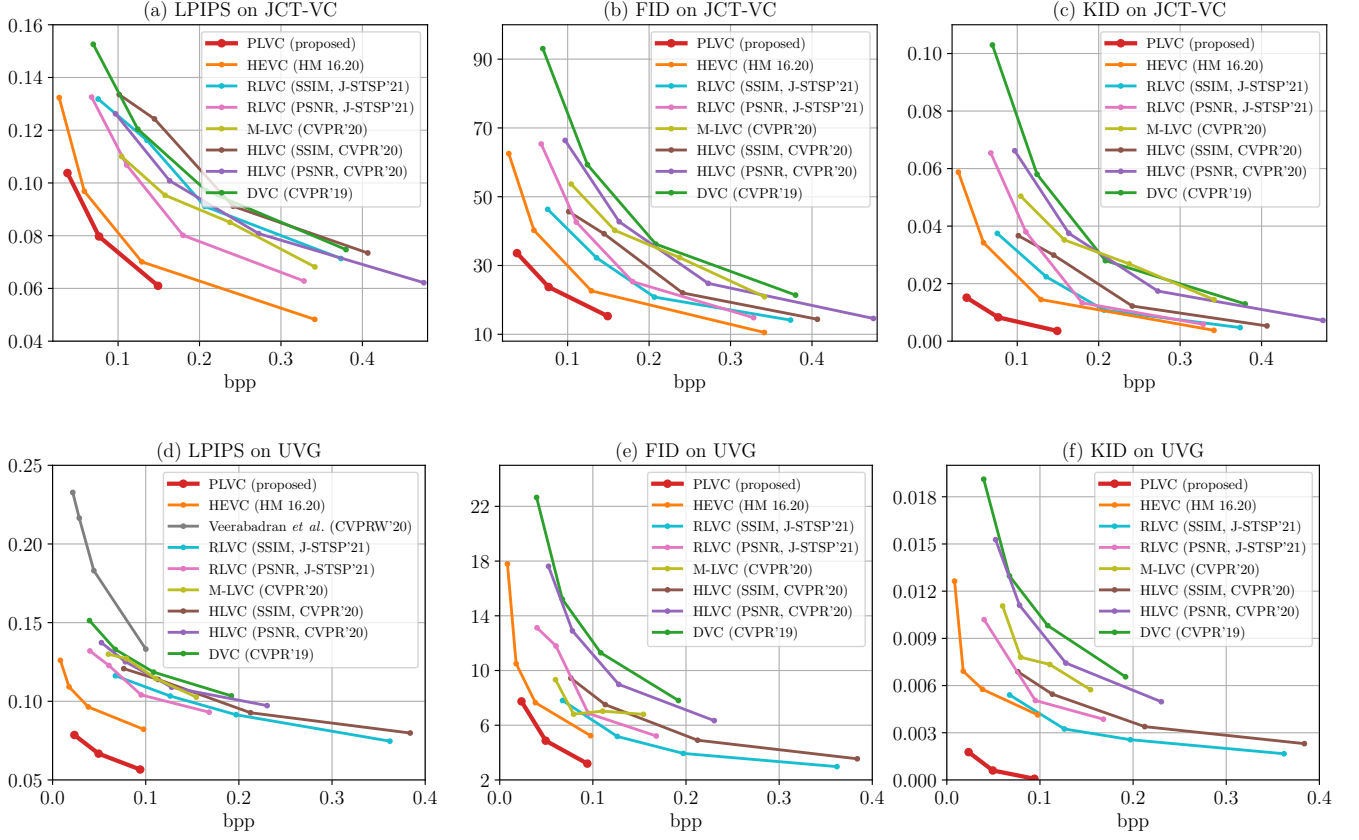 (a) LPIPS on JCT-VC
0.16
0.14
0.12
0.10
0.08
0.06
0.04
0.1
0.2
0.3
0.4
bpp
PLVC (proposed)
HEVC (HM 16.20)
RLVC (SSIM, J-STSP'21)
RLVC (PSNR, J-STSP'21)
M-LVC (CVPR'20)
HLVC (SSIM, CVPR'20)
HLVC (PSNR, CVPR'20)
DVC (CVPR'19)
(b) FID on JCT-VC
90
70
50
30
10
0.1
0.2
0.3
0.4
bpp
PLVC (proposed)
HEVC (HM 16.20)
RLVC (SSIM, J-STSP'21)
RLVC (PSNR, J-STSP'21)
M-LVC (CVPR'20)
HLVC (SSIM, CVPR'20)
HLVC (PSNR, CVPR'20)
DVC (CVPR'19)
(c) KID on JCT-VC
0.10
0.08
0.06
0.04
0.02
0.00
0.1
0.2
0.3
0.4
bpp
PLVC (proposed)
HEVC (HM 16.20)
RLVC (SSIM, J-STSP'21)
RLVC (PSNR, J-STSP'21)
M-LVC (CVPR'20)
HLVC (SSIM, CVPR'20)
HLVC (PSNR, CVPR'20)
DVC (CVPR'19)
(d) LPIPS on UVG
0.25
0.20
0.15
0.10
0.05
0.0
0.1
0.2
0.3
0.4
bpp
PLVC (proposed)
HEVC (HM 16.20)
Veerabadran et al. (CVPRW'20)
RLVC (SSIM, J-STSP'21)
RLVC (PSNR, J-STSP'21)
M-LVC (CVPR'20)
HLVC (SSIM, CVPR'20)
HLVC (PSNR, CVPR'20)
DVC (CVPR'19)
(e) FID on UVG
22
18
14
10
6
2
0.0
0.1
0.2
0.3
0.4
bpp
PLVC (proposed)
HEVC (HM 16.20)
RLVC (SSIM, J-STSP'21)
RLVC (PSNR, J-STSP'21)
M-LVC (CVPR'20)
HLVC (SSIM, CVPR'20)
HLVC (PSNR, CVPR'20)
DVC (CVPR'19)
(f) KID on UVG
0.018
0.015
0.012
0.009
0.006
0.003
0.000
0.0
0.1
0.2
0.3
0.4
bpp
PLVC (proposed)
HEVC (HM 16.20)
RLVC (SSIM, J-STSP'21)
RLVC (PSNR, J-STSP'21)
M-LVC (CVPR'20)
HLVC (SSIM, CVPR'20)
HLVC (PSNR, CVPR'20)
DVC (CVPR'19)